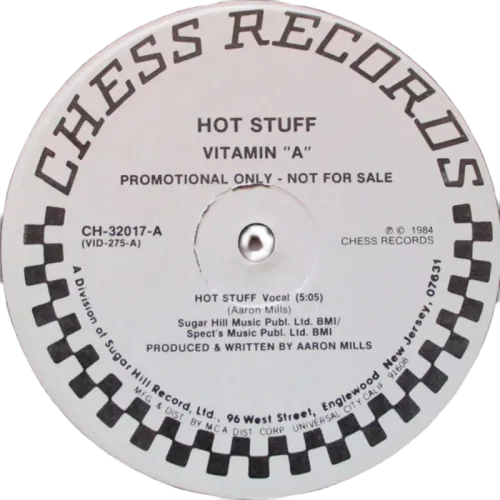 CHESS RECORDS
HOT STUFF
VITAMIN "A"
PROMOTIONAL ONLY - NOT FOR SALE
CH-32017-A
(VID-275-A)
℗ © 1984
CHESS RECORDS
HOT STUFF Vocal (5:05)
(Aaron Mills)
Sugar Hill Music Publ. Ltd. BMI/
Spect's Music Publ. Ltd. BMI
PRODUCED & WRITTEN BY AARON MILLS
A Division of Sugar Hill Record, Ltd., 96 West Street, Englewood, New Jersey, 07631
MFG. & DIST. BY MCA DIST. CORP. UNIVERSAL CITY, CALIF. 91608